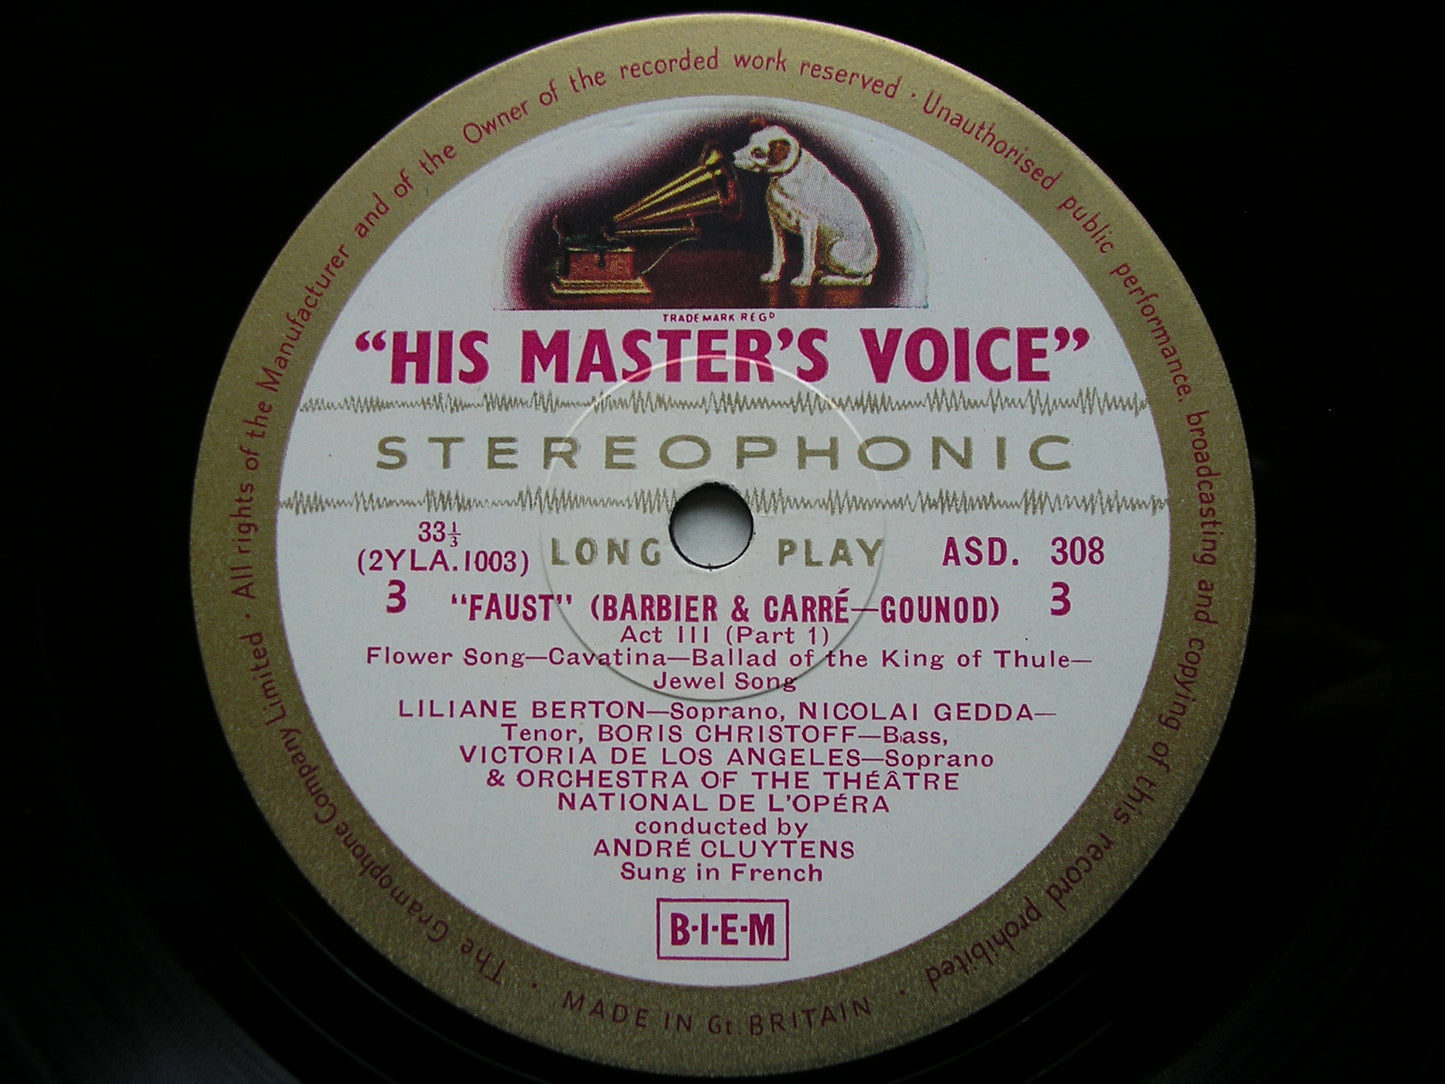 The Gramophone Company Limited · All rights of the Manufacturer and of the Owner of the recorded work reserved · Unauthorised public performance, broadcasting and copying of this record prohibited ·
TRADE MARK REGD
“HIS MASTER'S VOICE”
STEREOPHONIC
33⅓
(2YLA.1003) LONG PLAY ASD. 308
3 "FAUST" (BARBIER & CARRÉ—GOUNOD) 3
Act III (Part 1)
Flower Song—Cavatina—Ballad of the King of Thule—
Jewel Song
LILIANE BERTON—Soprano, NICOLAI GEDDA—
Tenor, BORIS CHRISTOFF—Bass,
VICTORIA DE LOS ANGELES—Soprano
& ORCHESTRA OF THE THÉÂTRE
NATIONAL DE L'OPÉRA
conducted by
ANDRÉ CLUYTENS
Sung in French
B·I·E·M
· MADE IN Gt BRITAIN